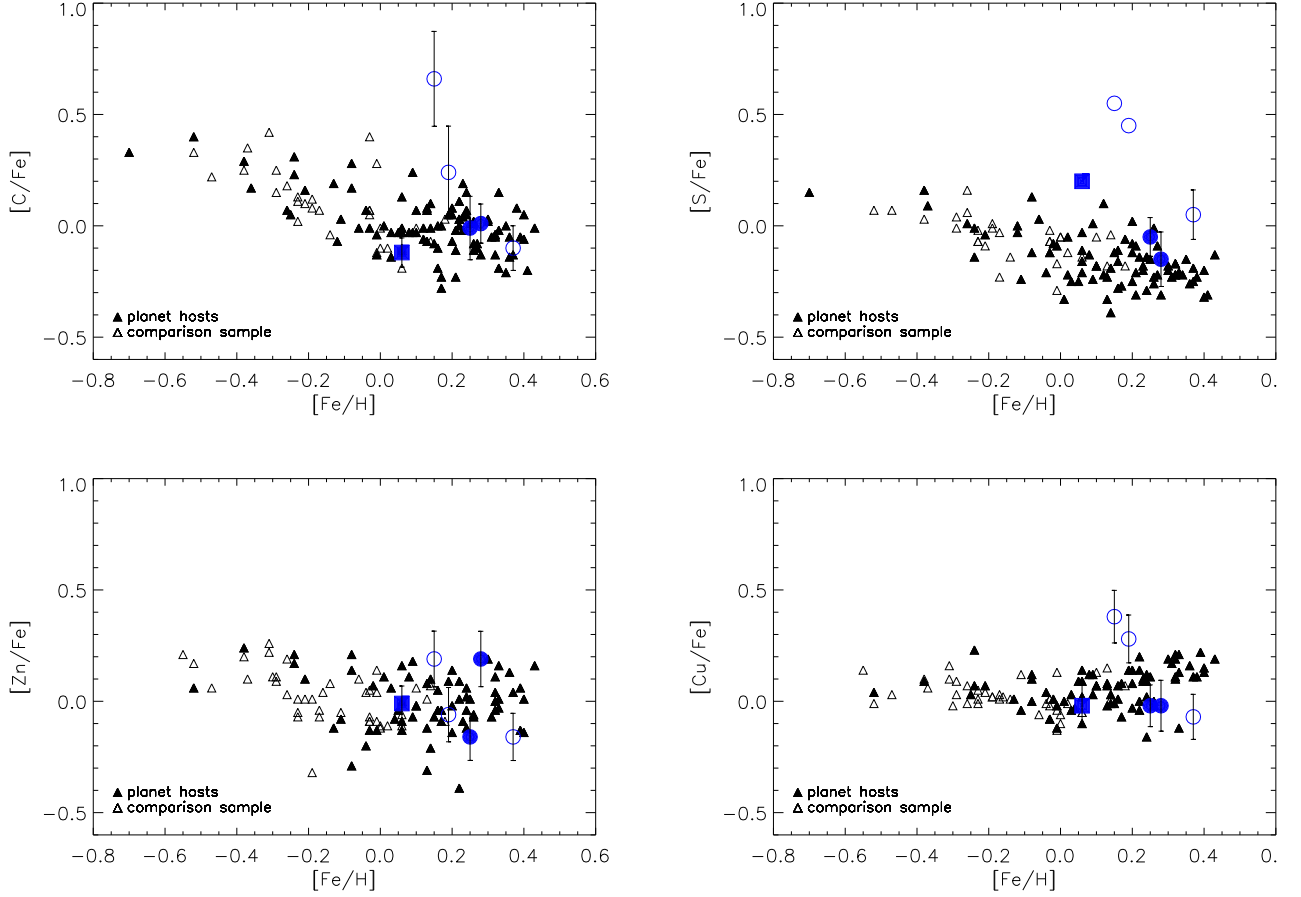 1.0 1.0
0.5 0.5
[C/Fe] [S/Fe]
0.0 0.0
▲ planet hosts ▲ planet hosts
△ comparison sample △ comparison sample
−0.5 −0.5
−0.8 −0.6 −0.4 −0.2 0.0 0.2 0.4 0.6 −0.8 −0.6 −0.4 −0.2 0.0 0.2 0.4 0.
[Fe/H] [Fe/H]
1.0 1.0
0.5 0.5
[Zn/Fe] [Cu/Fe]
0.0 0.0
▲ planet hosts ▲ planet hosts
△ comparison sample △ comparison sample
−0.5 −0.5
−0.8 −0.6 −0.4 −0.2 0.0 0.2 0.4 0.6 −0.8 −0.6 −0.4 −0.2 0.0 0.2 0.4 0.
[Fe/H] [Fe/H]